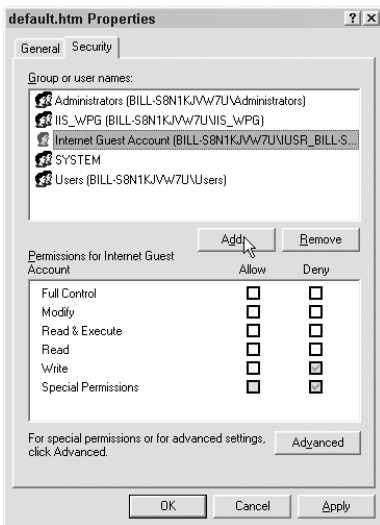 default.htm Properties ? X
General Security
Group or user names:
Administrators (BILL-S8N1KJVW7U\Administrators)
IIS_WPG (BILL-S8N1KJVW7U\IIS_WPG)
Internet Guest Account (BILL-S8N1KJVW7U\IUSR_BILL-S...
SYSTEM
Users (BILL-S8N1KJVW7U\Users)
Add Remove
Permissions for Internet Guest
Account Allow Deny
Full Control
Modify
Read & Execute
Read
Write
Special Permissions
For special permissions or for advanced settings,
click Advanced.
Advanced
OK Cancel Apply